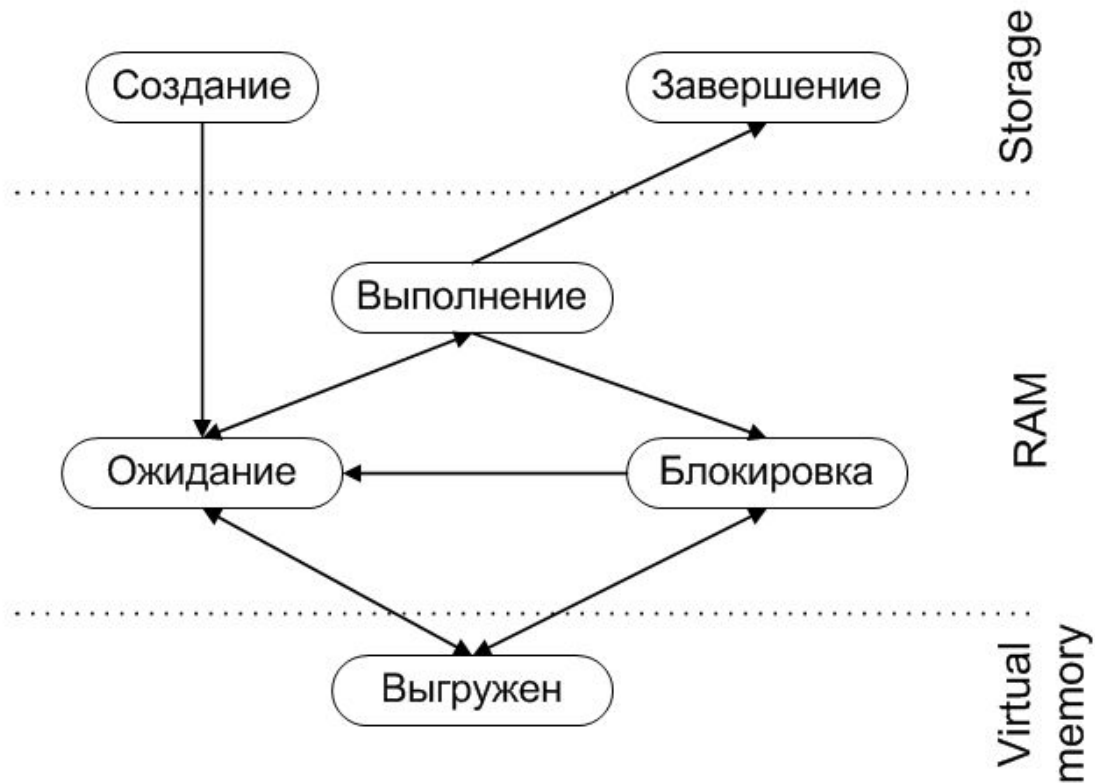 Создание
Завершение
Storage
Выполнение
RAM
Ожидание
Блокировка
Выгружен
Virtual
memory